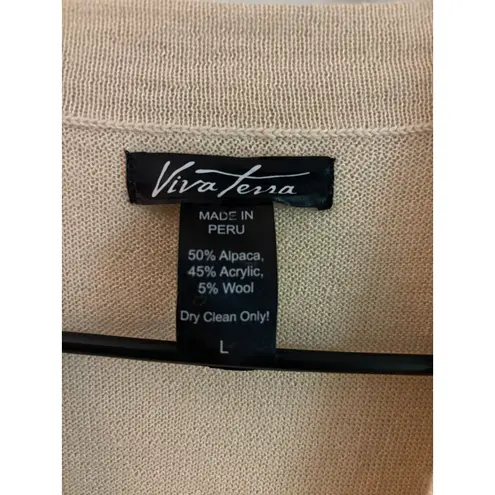 Viva Terra
MADE IN
PERU
50% Alpaca,
45% Acrylic,
5% Wool
Dry Clean Only!
L